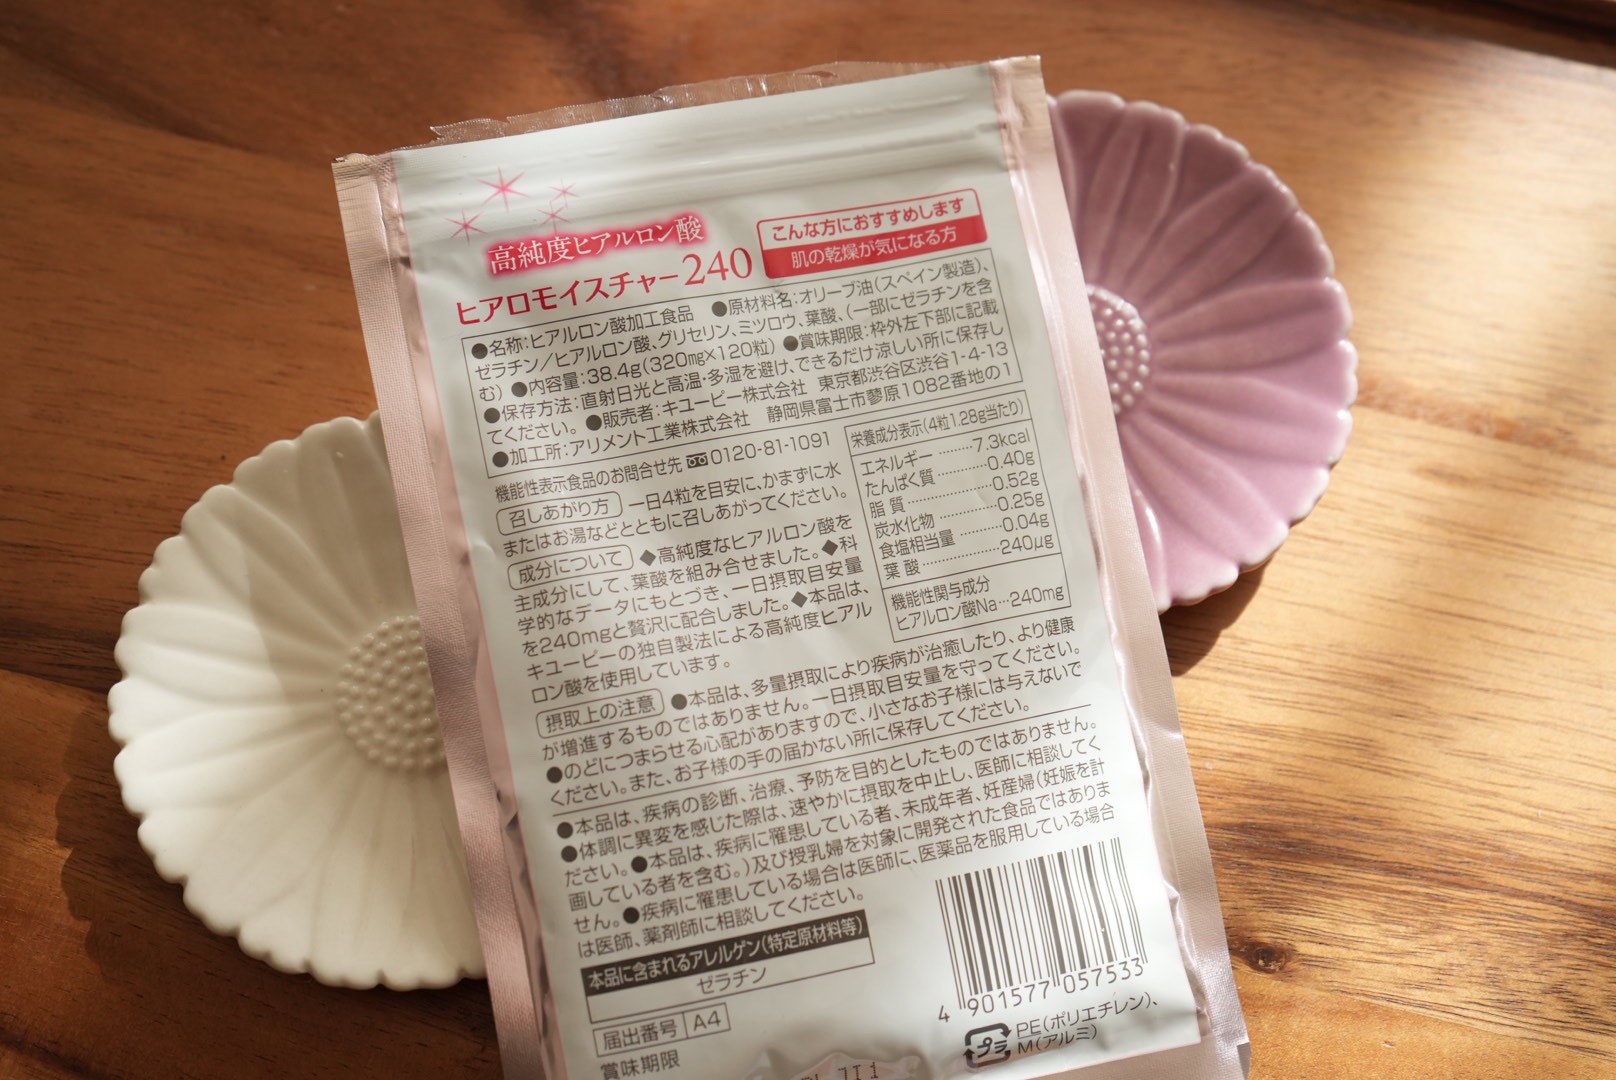 高純度ヒアルロン酸
ヒアロモイスチャー240
こんな方におすすめします
肌の乾燥が気になる方
●名称:ヒアルロン酸加工食品 ●原材料名:オリーブ油(スペイン製造)、
ゼラチン/ヒアルロン酸、グリセリン、ミツロウ、葉酸、(一部にゼラチンを含
む) ●内容量:38.4g(320mg×120粒) ●賞味期限:枠外左下部に記載
●保存方法:直射日光と高温・多湿を避け、できるだけ涼しい所に保存し
てください。 ●販売者:キユーピー株式会社 東京都渋谷区渋谷1-4-13
●加工所:アリメント工業株式会社 静岡県富士市蓼原1082番地の1
機能性表示食品のお問合せ先 0120-81-1091
召しあがり方 一日4粒を目安に、かまずに水
またはお湯などとともに召しあがってください。
成分について ◆高純度なヒアルロン酸を
主成分にして、葉酸を組み合せました。◆科
学的なデータにもとづき、一日摂取目安量
を240mgと贅沢に配合しました。◆本品は、
キユーピーの独自製法による高純度ヒアル
ロン酸を使用しています。
栄養成分表示(4粒1.28g当たり)
エネルギー………7.3kcal
たんぱく質…………0.40g
脂質…………………0.52g
炭水化物……………0.25g
食塩相当量…………0.04g
葉酸…………………240μg
機能性関与成分
ヒアルロン酸Na…240mg
摂取上の注意 ●本品は、多量摂取により疾病が治癒したり、より健康
が増進するものではありません。一日摂取目安量を守ってください。
●のどにつまらせる心配がありますので、小さなお子様には与えないで
ください。また、お子様の手の届かない所に保存してください。
●本品は、疾病の診断、治療、予防を目的としたものではありません。
●体調に異変を感じた際は、速やかに摂取を中止し、医師に相談してく
ださい。●本品は、疾病に罹患している者、未成年者、妊産婦(妊娠を計
画している者を含む。)及び授乳婦を対象に開発された食品ではありま
せん。●疾病に罹患している場合は医師に、医薬品を服用している場合
は医師、薬剤師に相談してください。
本品に含まれるアレルゲン(特定原材料等)
ゼラチン
届出番号 A4
賞味期限
4 901577 057533
プラ
PE(ポリエチレン)、
M(アルミ)